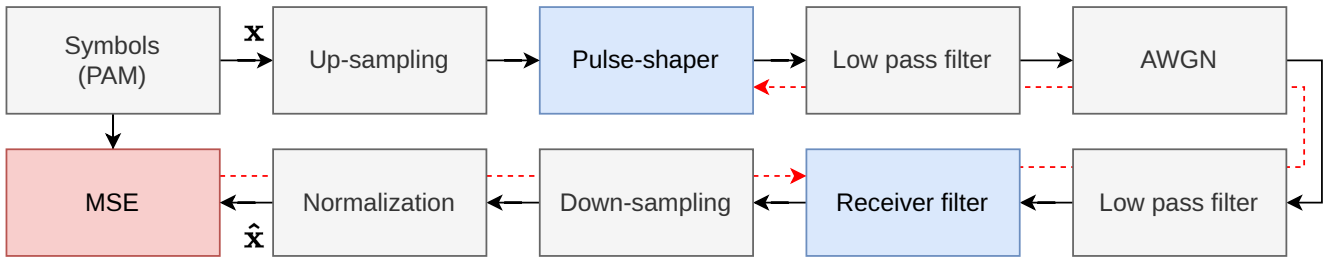 Symbols
(PAM)
x
Up-sampling
Pulse-shaper
Low pass filter
AWGN
MSE
x̂
Normalization
Down-sampling
Receiver filter
Low pass filter